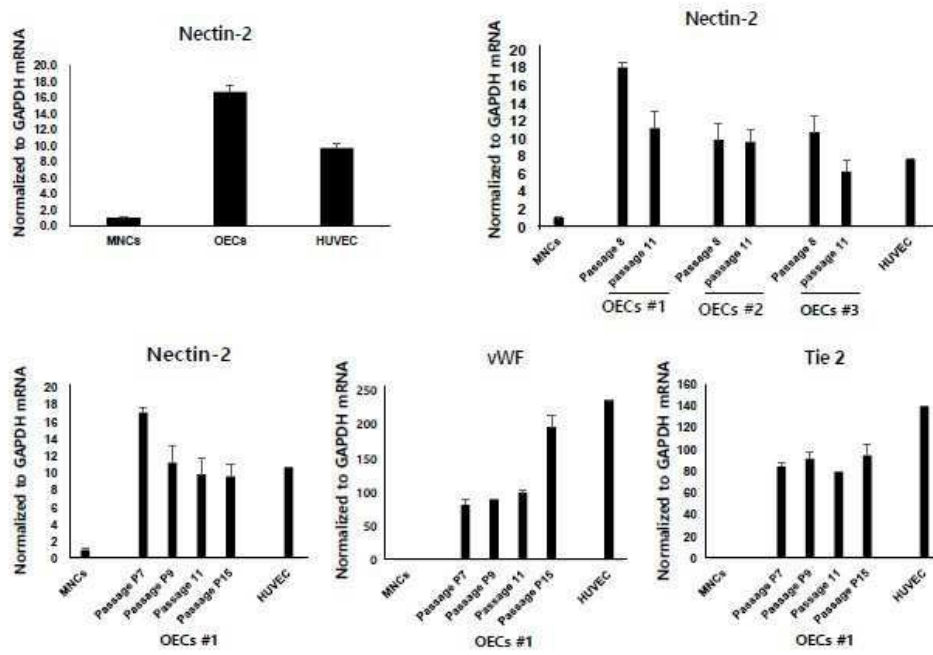 Nectin-2
Normalized to GAPDH mRNA
20.0
18.0
16.0
14.0
12.0
10.0
8.0
6.0
4.0
2.0
0.0
MNCs OECs HUVEC
Nectin-2
Normalized to GAPDH mRNA
20
18
16
14
12
10
8
6
4
2
0
MNCs Passage 8 passage 11 Passage 8 passage 11 Passage 8 passage 11 HUVEC
OECs #1 OECs #2 OECs #3
Nectin-2
Normalized to GAPDH mRNA
20
18
16
14
12
10
8
6
4
2
0
MNCs Passage P7 Passage P9 Passage 11 Passage P15 HUVEC
OECs #1
vWF
Normalized to GAPDH mRNA
250
200
150
100
50
0
MNCs Passage P7 Passage P9 Passage 11 Passage P15 HUVEC
OECs #1
Tie 2
Normalized to GAPDH mRNA
160
140
120
100
80
60
40
20
0
MNCs Passage P7 Passage P9 Passage 11 Passage P15 HUVEC
OECs #1